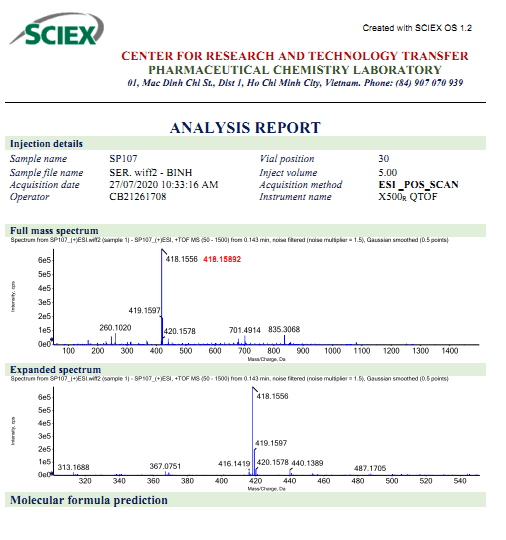 SCIEX
Created with SCIEX OS 1.2
CENTER FOR RESEARCH AND TECHNOLOGY TRANSFER
PHARMACEUTICAL CHEMISTRY LABORATORY
01, Mac Dinh Chi St., Dist 1, Ho Chi Minh City, Vietnam. Phone: (84) 907 070 939
ANALYSIS REPORT
Injection details
Sample name SP107 Vial position 30
Sample file name SER. wiff2 - BINH Inject volume 5.00
Acquisition date 27/07/2020 10:33:16 AM Acquisition method ESI_POS_SCAN
Operator CB21261708 Instrument name X500R QTOF
Full mass spectrum
Spectrum from SP107_(+)ESI.wiff2 (sample 1) - SP107_(+)ESI, +TOF MS (50 - 1500) from 0.143 min, noise filtered (noise multiplier = 1.5), Gaussian smoothed (0.5 points)
Intensity, cps
6e5
5e5
4e5
3e5
2e5
1e5
0e0
418.1556 418.15892
419.1597
260.1020
420.1578
701.4914
835.3068
100 200 300 400 500 600 700 800 900 1000 1100 1200 1300 1400
Mass/Charge, Da
Expanded spectrum
Spectrum from SP107_(+)ESI.wiff2 (sample 1) - SP107_(+)ESI, +TOF MS (50 - 1500) from 0.143 min, noise filtered (noise multiplier = 1.5), Gaussian smoothed (0.5 points)
Intensity, cps
6e5
5e5
4e5
3e5
2e5
1e5
0e0
418.1556
419.1597
313.1688
367.0751
416.1419
420.1578
440.1389
487.1705
320 340 360 380 400 420 440 460 480 500 520 540
Mass/Charge, Da
Molecular formula prediction